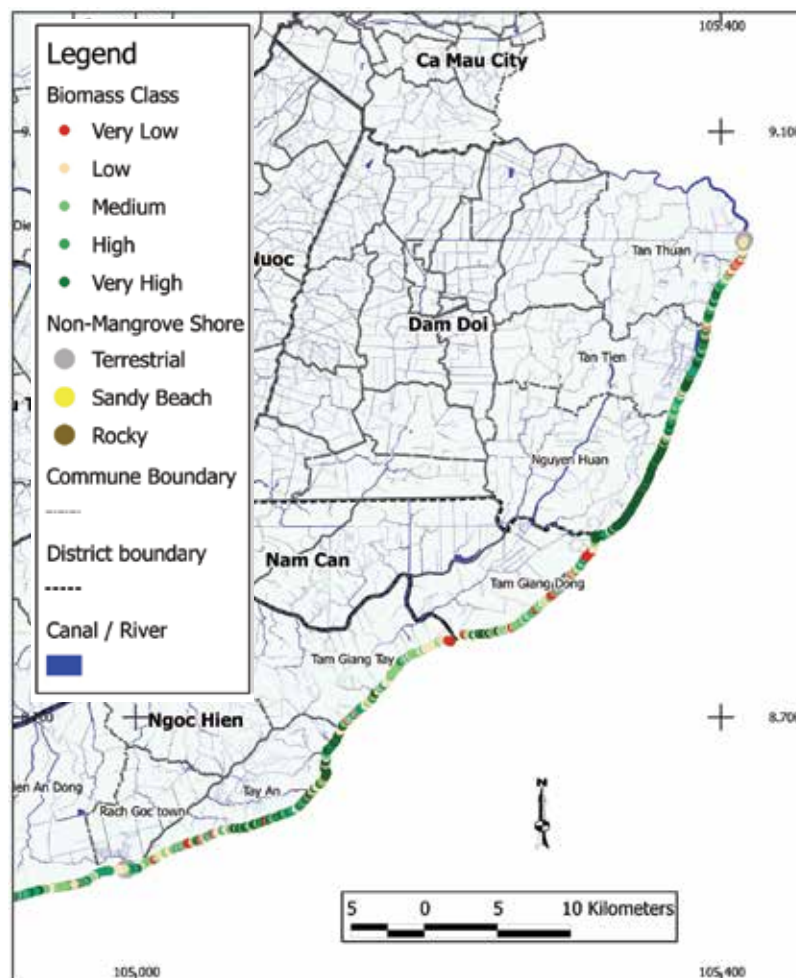 Legend
Biomass Class
Very Low
Low
Medium
High
Very High
Non-Mangrove Shore
Terrestrial
Sandy Beach
Rocky
Commune Boundary
District boundary
Canal / River
105.400
Ca Mau City
Tan Thuan
Dam Doi
Tan Tien
Nguyen Huan
Nam Can
Tam Giang Dong
Tam Giang Tay
8.700
Ngoc Hien
Tay An
Rach Goc town
N
5 0 5 10 Kilometers
105,000
105.400